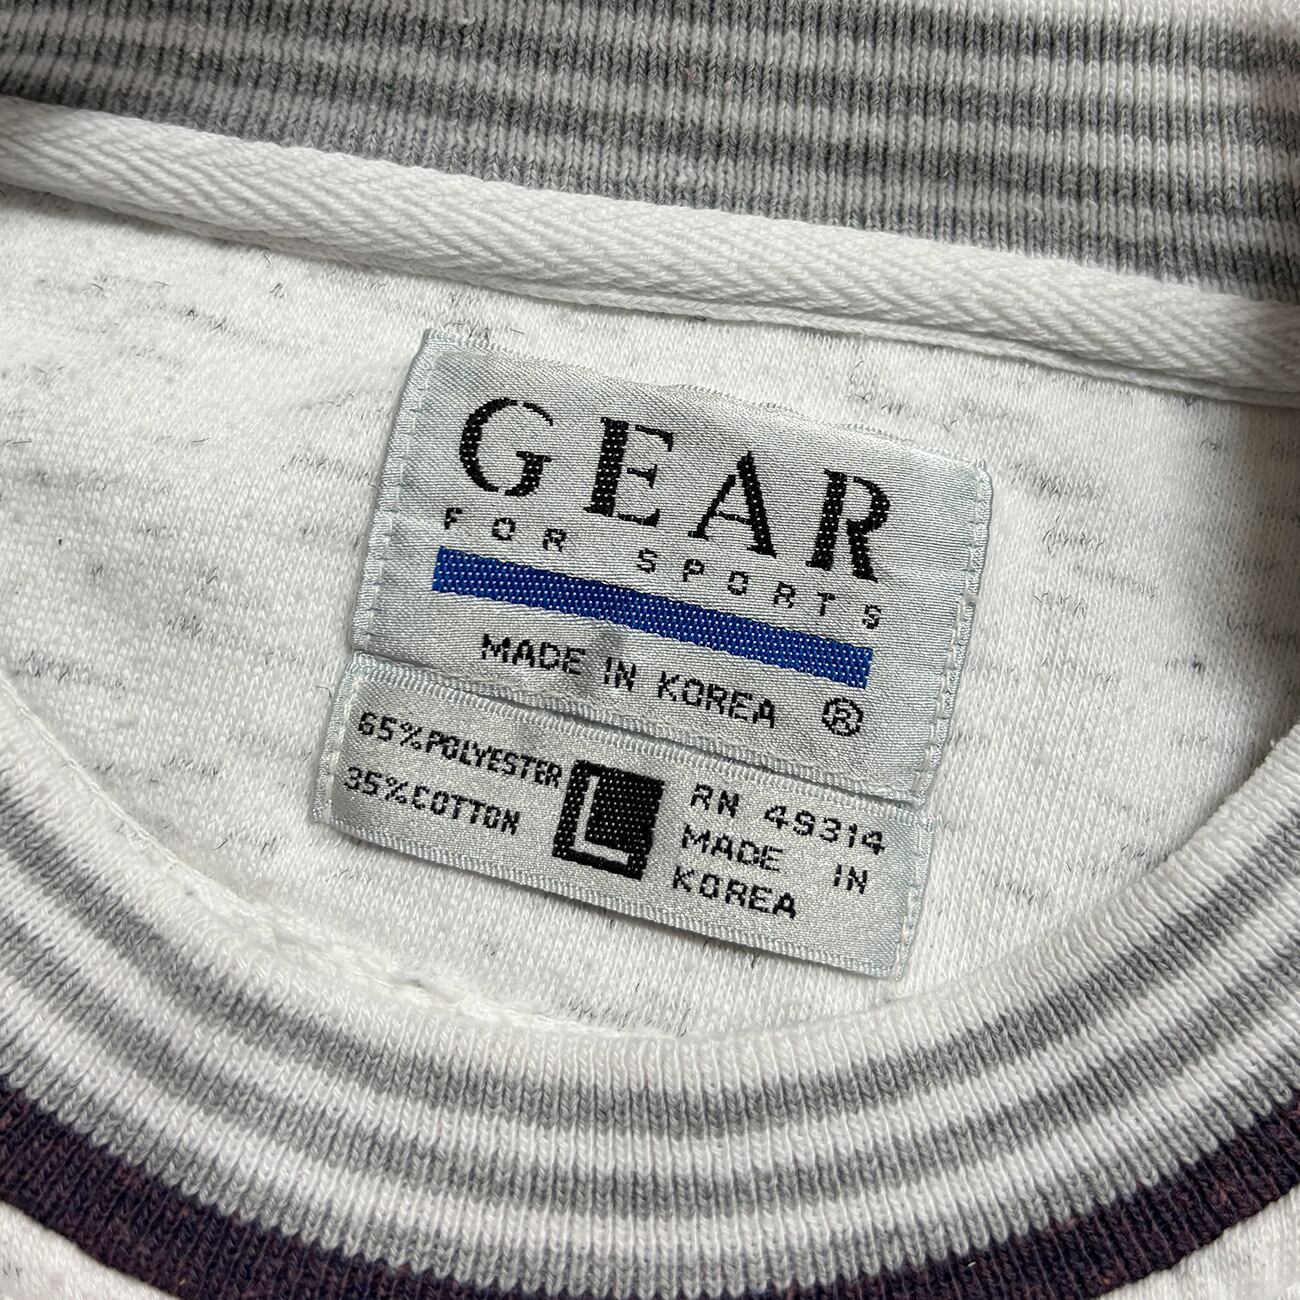 GEAR
FOR SPORTS
MADE IN KOREA ®
65%POLYESTER
35%COTTON
L
RN 49314
MADE IN
KOREA